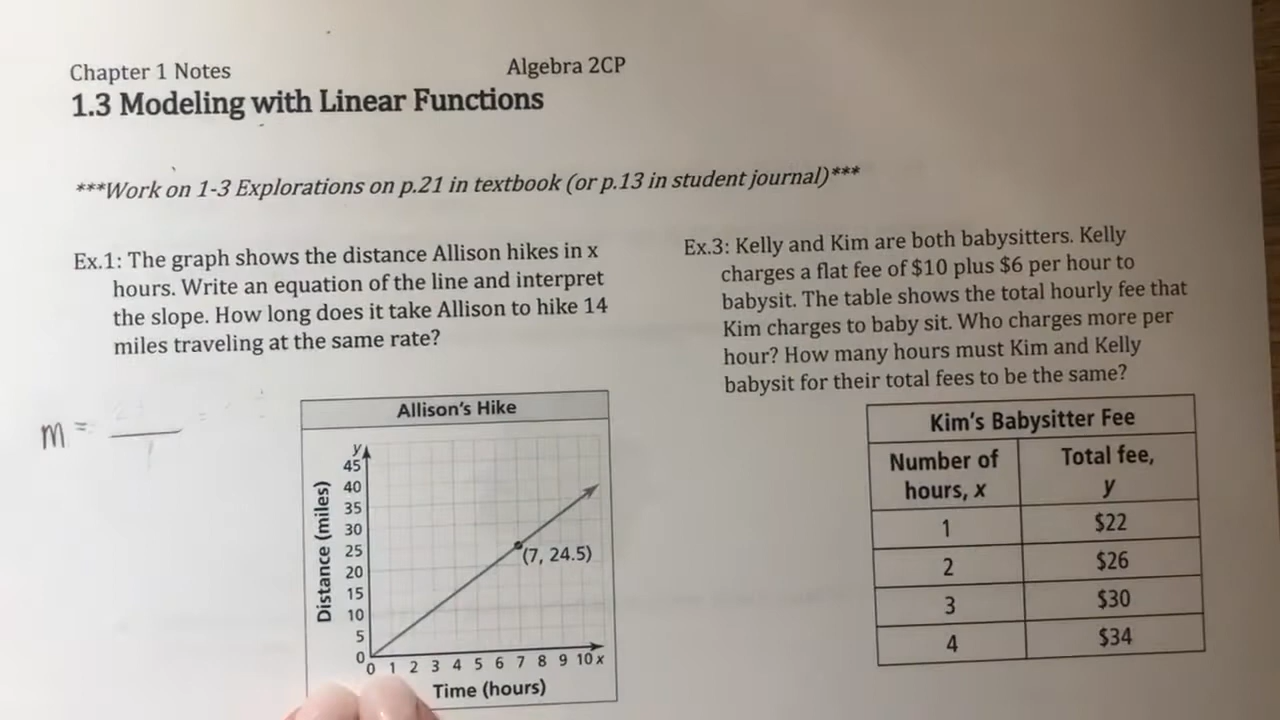 Chapter 1 Notes
Algebra 2CP
1.3 Modeling with Linear Functions
***Work on 1-3 Explorations on p.21 in textbook (or p.13 in student journal)***
Ex.1: The graph shows the distance Allison hikes in x
hours. Write an equation of the line and interpret
the slope. How long does it take Allison to hike 14
miles traveling at the same rate?
m =
Allison's Hike
y
45
40
35
30
25
20
15
10
5
0
Distance (miles)
(7, 24.5)
0 1 2 3 4 5 6 7 8 9 10 x
Time (hours)
Ex.3: Kelly and Kim are both babysitters. Kelly
charges a flat fee of $10 plus $6 per hour to
babysit. The table shows the total hourly fee that
Kim charges to baby sit. Who charges more per
hour? How many hours must Kim and Kelly
babysit for their total fees to be the same?
Kim's Babysitter Fee
Number of hours, x
Total fee, y
1 $22
2 $26
3 $30
4 $34